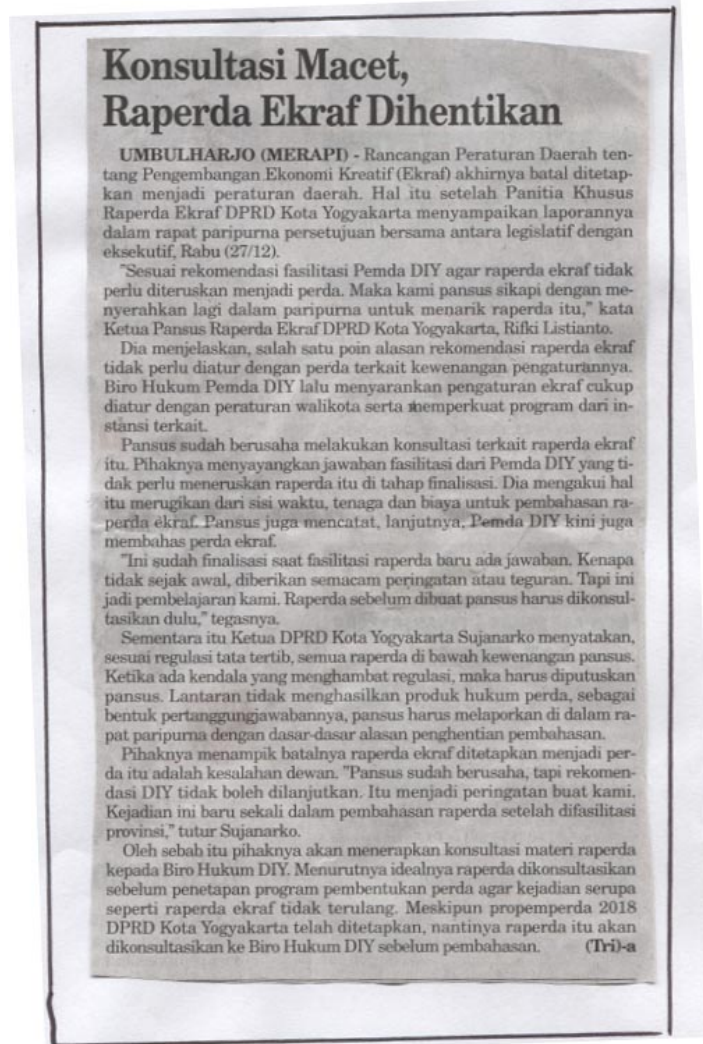 Konsultasi Macet,
Raperda Ekraf Dihentikan
UMBULHARJO (MERAPI) - Rancangan Peraturan Daerah ten-
tang Pengembangan Ekonomi Kreatif (Ekraf) akhirnya batal ditetap-
kan menjadi peraturan daerah. Hal itu setelah Panitia Khusus
Raperda Ekraf DPRD Kota Yogyakarta menyampaikan laporannya
dalam rapat paripurna persetujuan bersama antara legislatif dengan
eksekutif, Rabu (27/12).
"Sesuai rekomendasi fasilitasi Pemda DIY agar raperda ekraf tidak
perlu diteruskan menjadi perda. Maka kami pansus sikapi dengan me-
nyerahkan lagi dalam paripurna untuk menarik raperda itu," kata
Ketua Pansus Raperda Ekraf DPRD Kota Yogyakarta, Rifki Listianto.
Dia menjelaskan, salah satu poin alasan rekomendasi raperda ekraf
tidak perlu diatur dengan perda terkait kewenangan pengaturannya.
Biro Hukum Pemda DIY lalu menyarankan pengaturan ekraf cukup
diatur dengan peraturan walikota serta memperkuat program dari in-
stansi terkait.
Pansus sudah berusaha melakukan konsultasi terkait raperda ekraf
itu. Pihaknya menyayangkan jawaban fasilitasi dari Pemda DIY yang ti-
dak perlu meneruskan raperda itu di tahap finalisasi. Dia mengakui hal
itu merugikan dari sisi waktu, tenaga dan biaya untuk pembahasan ra-
perda ekraf. Pansus juga mencatat, lanjutnya, Pemda DIY kini juga
membahas perda ekraf.
"Ini sudah finalisasi saat fasilitasi raperda baru ada jawaban. Kenapa
tidak sejak awal, diberikan semacam peringatan atau teguran. Tapi ini
jadi pembelajaran kami. Raperda sebelum dibuat pansus harus dikonsul-
tasikan dulu," tegasnya.
Sementara itu Ketua DPRD Kota Yogyakarta Sujanarko menyatakan,
sesuai regulasi tata tertib, semua raperda di bawah kewenangan pansus.
Ketika ada kendala yang menghambat regulasi, maka harus diputuskan
pansus. Lantaran tidak menghasilkan produk hukum perda, sebagai
bentuk pertanggungjawabannya, pansus harus melaporkan di dalam ra-
pat paripurna dengan dasar-dasar alasan penghentian pembahasan.
Pihaknya menampik batalnya raperda ekraf ditetapkan menjadi per-
da itu adalah kesalahan dewan. "Pansus sudah berusaha, tapi rekomen-
dasi DIY tidak boleh dilanjutkan. Itu menjadi peringatan buat kami.
Kejadian ini baru sekali dalam pembahasan raperda setelah difasilitasi
provinsi," tutur Sujanarko.
Oleh sebab itu pihaknya akan menerapkan konsultasi materi raperda
kepada Biro Hukum DIY. Menurutnya idealnya raperda dikonsultasikan
sebelum penetapan program pembentukan perda agar kejadian serupa
seperti raperda ekraf tidak terulang. Meskipun propemperda 2018
DPRD Kota Yogyakarta telah ditetapkan, nantinya raperda itu akan
dikonsultasikan ke Biro Hukum DIY sebelum pembahasan. (Tri)-a